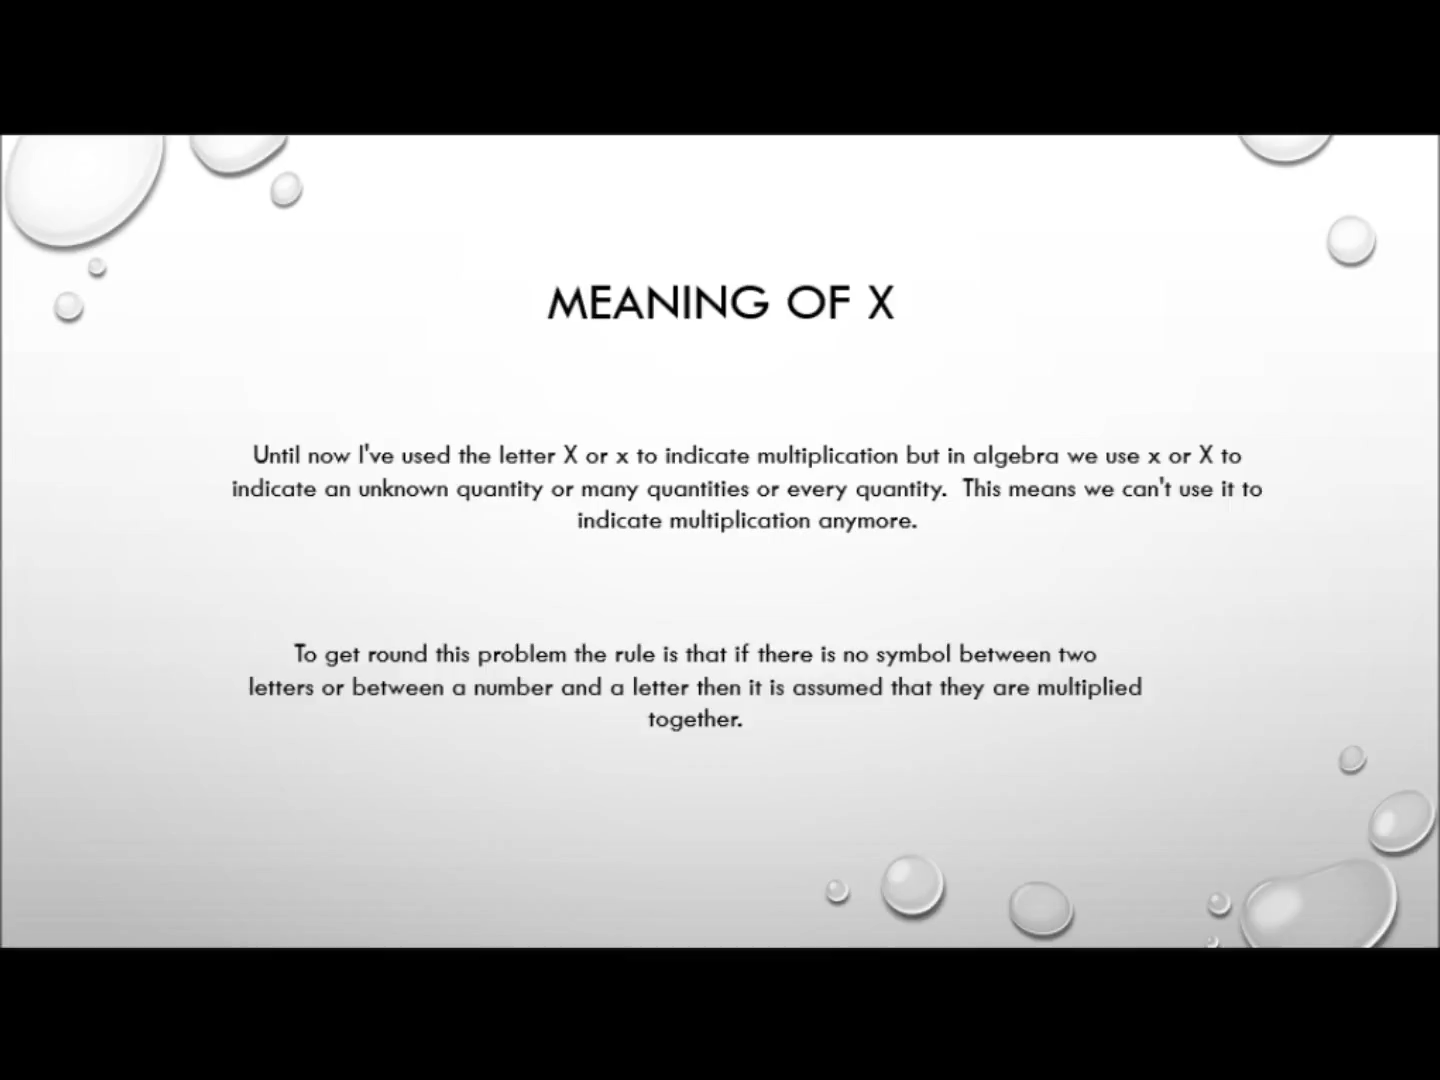 MEANING OF X
Until now I've used the letter X or x to indicate multiplication but in algebra we use x or X to
indicate an unknown quantity or many quantities or every quantity.  This means we can't use it to
indicate multiplication anymore.
To get round this problem the rule is that if there is no symbol between two
letters or between a number and a letter then it is assumed that they are multiplied
together.